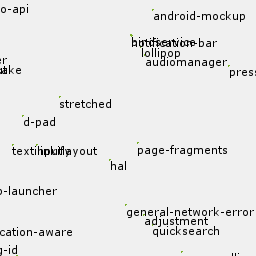 o-api
android-mockup
notification-bar
lollipop
er
audiomanager
ake
press
stretched
d-pad
textinputlayout
page-fragments
hal
o-launcher
general-network-error
adjustment
cation-aware
quicksearch
g-id